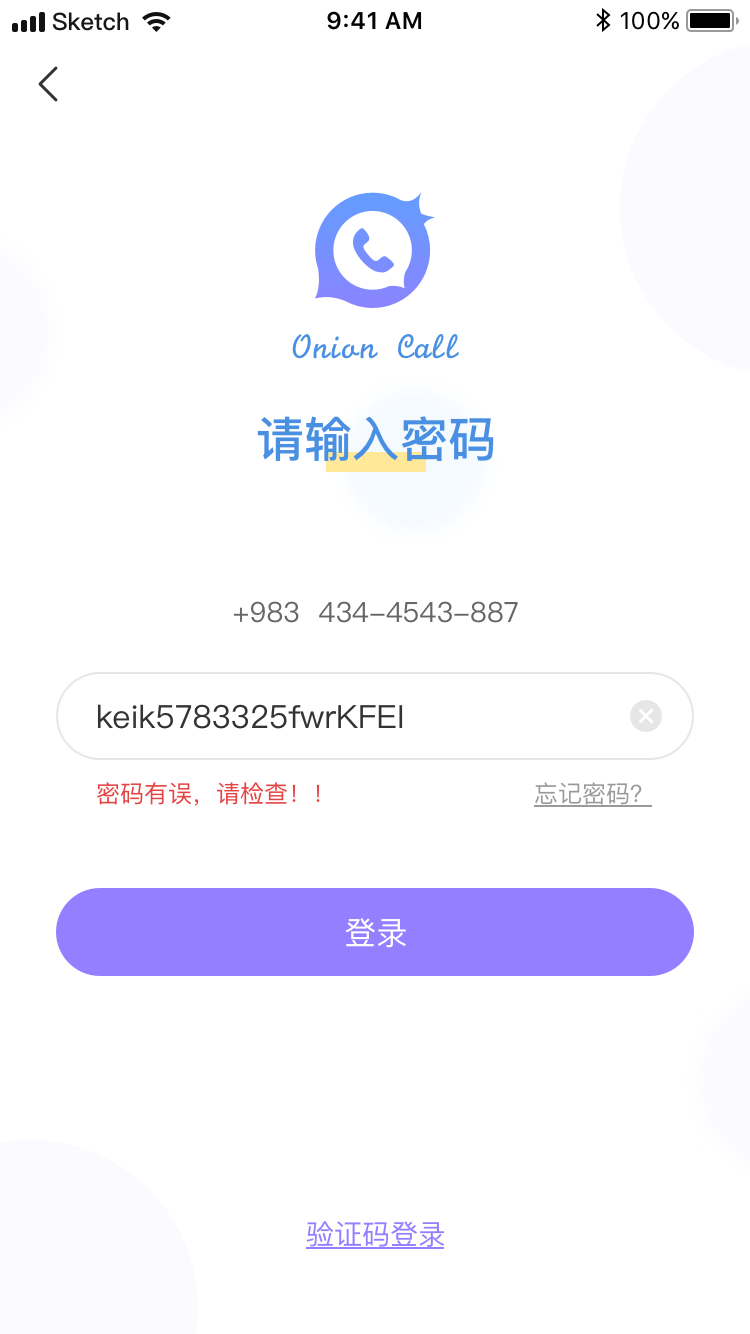 Sketch 9:41 AM 100%
Onion Call
请输入密码
+983 434-4543-887
keik5783325fwrKFEI
密码有误，请检查！！ 忘记密码？
登录
验证码登录